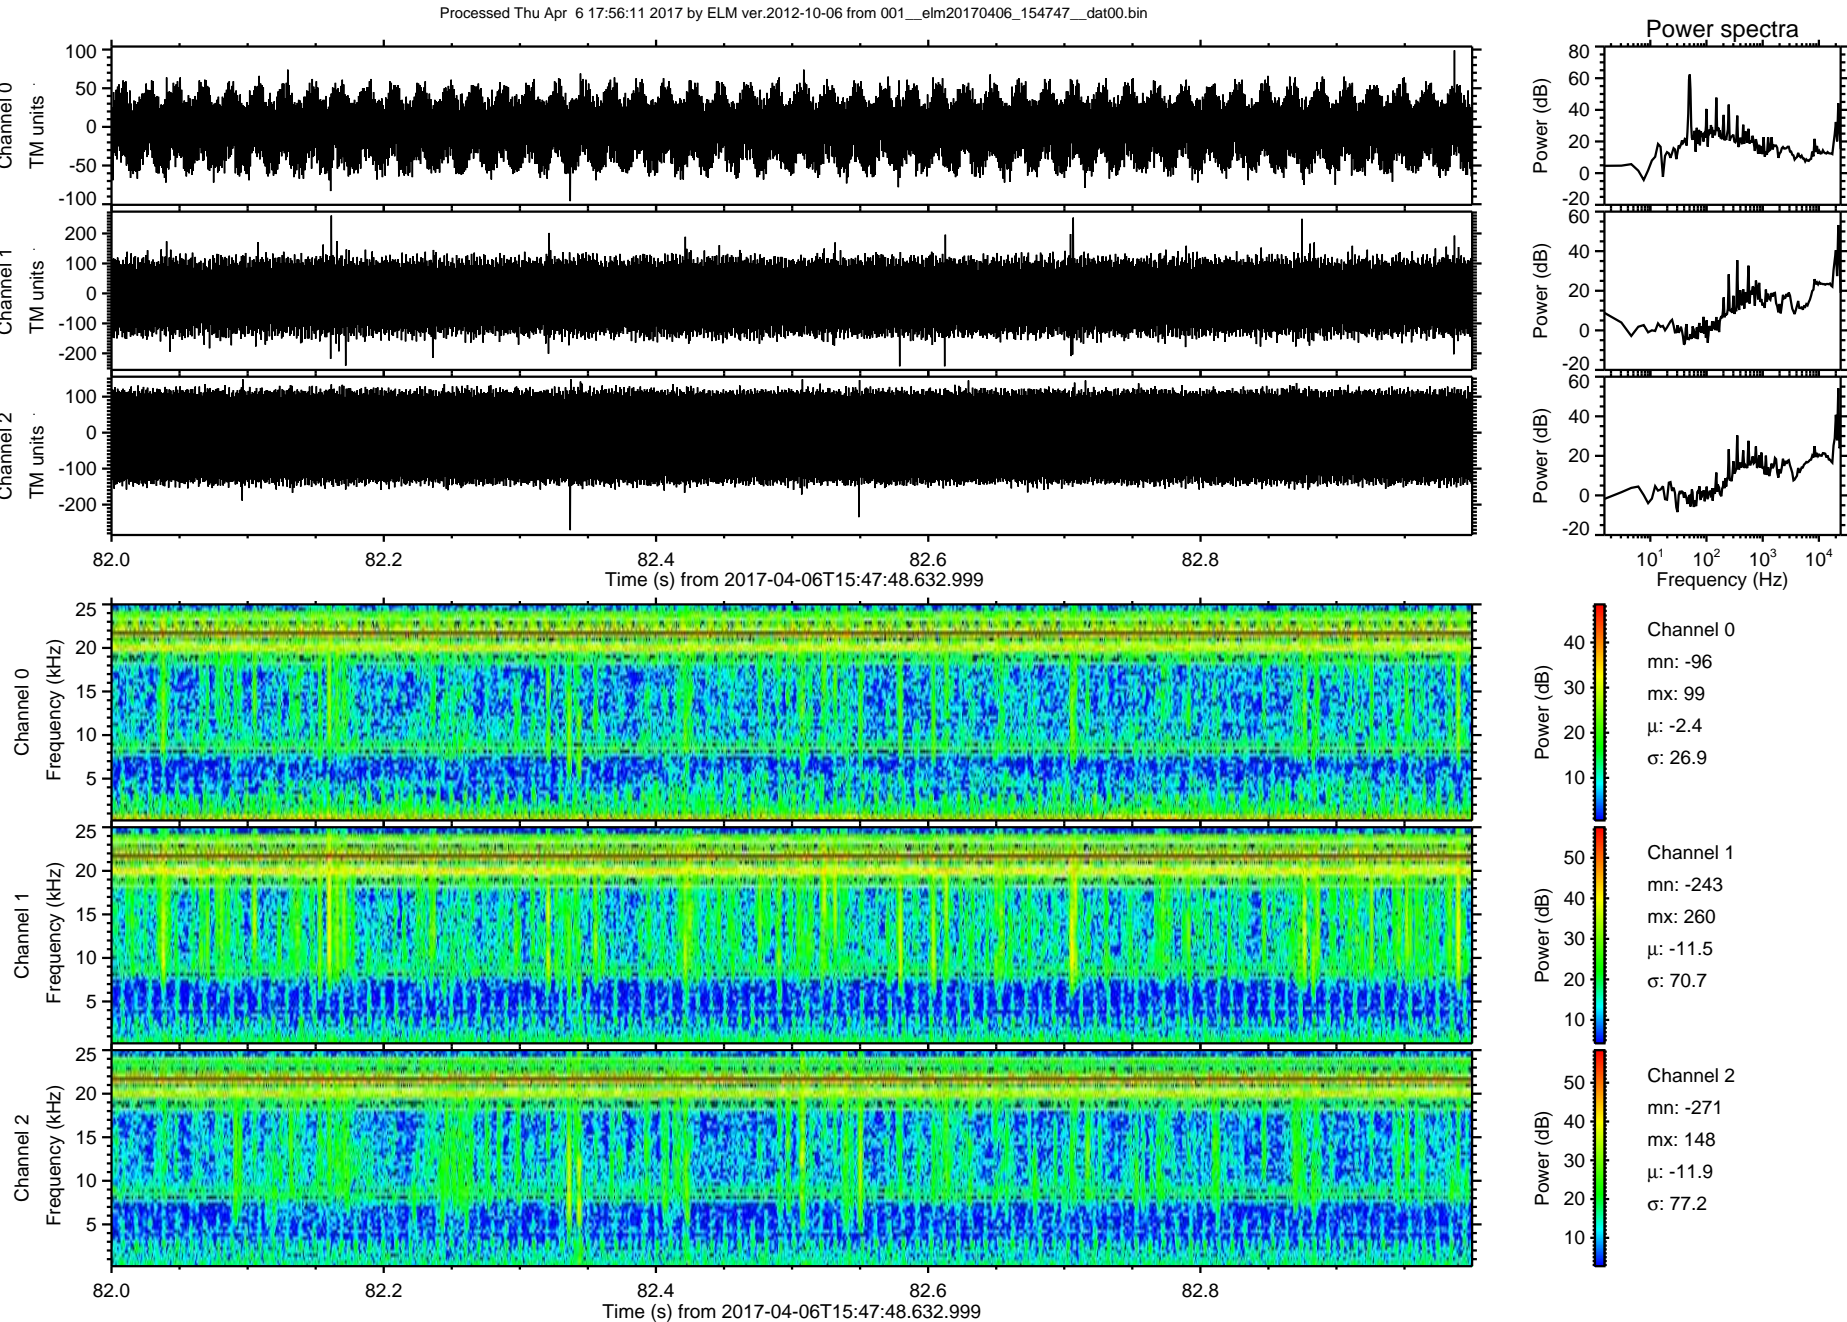 Processed Thu Apr  6 17:56:11 2017 by ELM ver.2012-10-06 from 001__elm20170406_154747__dat00.bin
Power spectra
Channel 0
TM units
100
50
0
-50
-100
Power (dB)
80
60
40
20
0
-20
Channel 1
TM units
200
100
0
-100
-200
Power (dB)
60
40
20
0
-20
Channel 2
TM units
100
0
-100
-200
Power (dB)
60
40
20
0
-20
82.0 82.2 82.4 82.6 82.8
Time (s) from 2017-04-06T15:47:48.632.999
10^1 10^2 10^3 10^4
Frequency (Hz)
Channel 0
Frequency (kHz)
25
20
15
10
5
Power (dB)
40
30
20
10
Channel 0
mn: -96
mx: 99
μ: -2.4
σ: 26.9
Channel 1
Frequency (kHz)
25
20
15
10
5
Power (dB)
50
40
30
20
10
Channel 1
mn: -243
mx: 260
μ: -11.5
σ: 70.7
Channel 2
Frequency (kHz)
25
20
15
10
5
Power (dB)
50
40
30
20
10
Channel 2
mn: -271
mx: 148
μ: -11.9
σ: 77.2
82.0 82.2 82.4 82.6 82.8
Time (s) from 2017-04-06T15:47:48.632.999